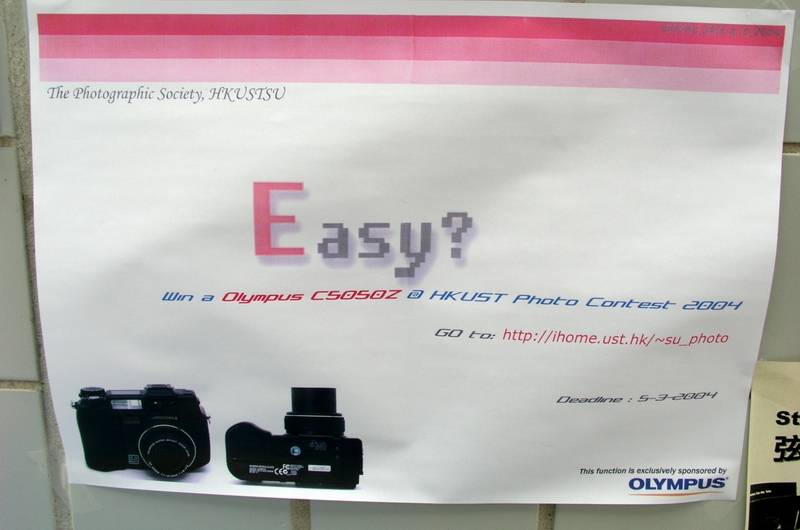 The Photographic Society, HKUSTSU
Easy?
Win a Olympus C5050Z @ HKUST Photo Contest 2004
GO to: http://ihome.ust.hk/~su_photo
Deadline : 5-3-2004
This function is exclusively sponsored by
OLYMPUS
St
弦